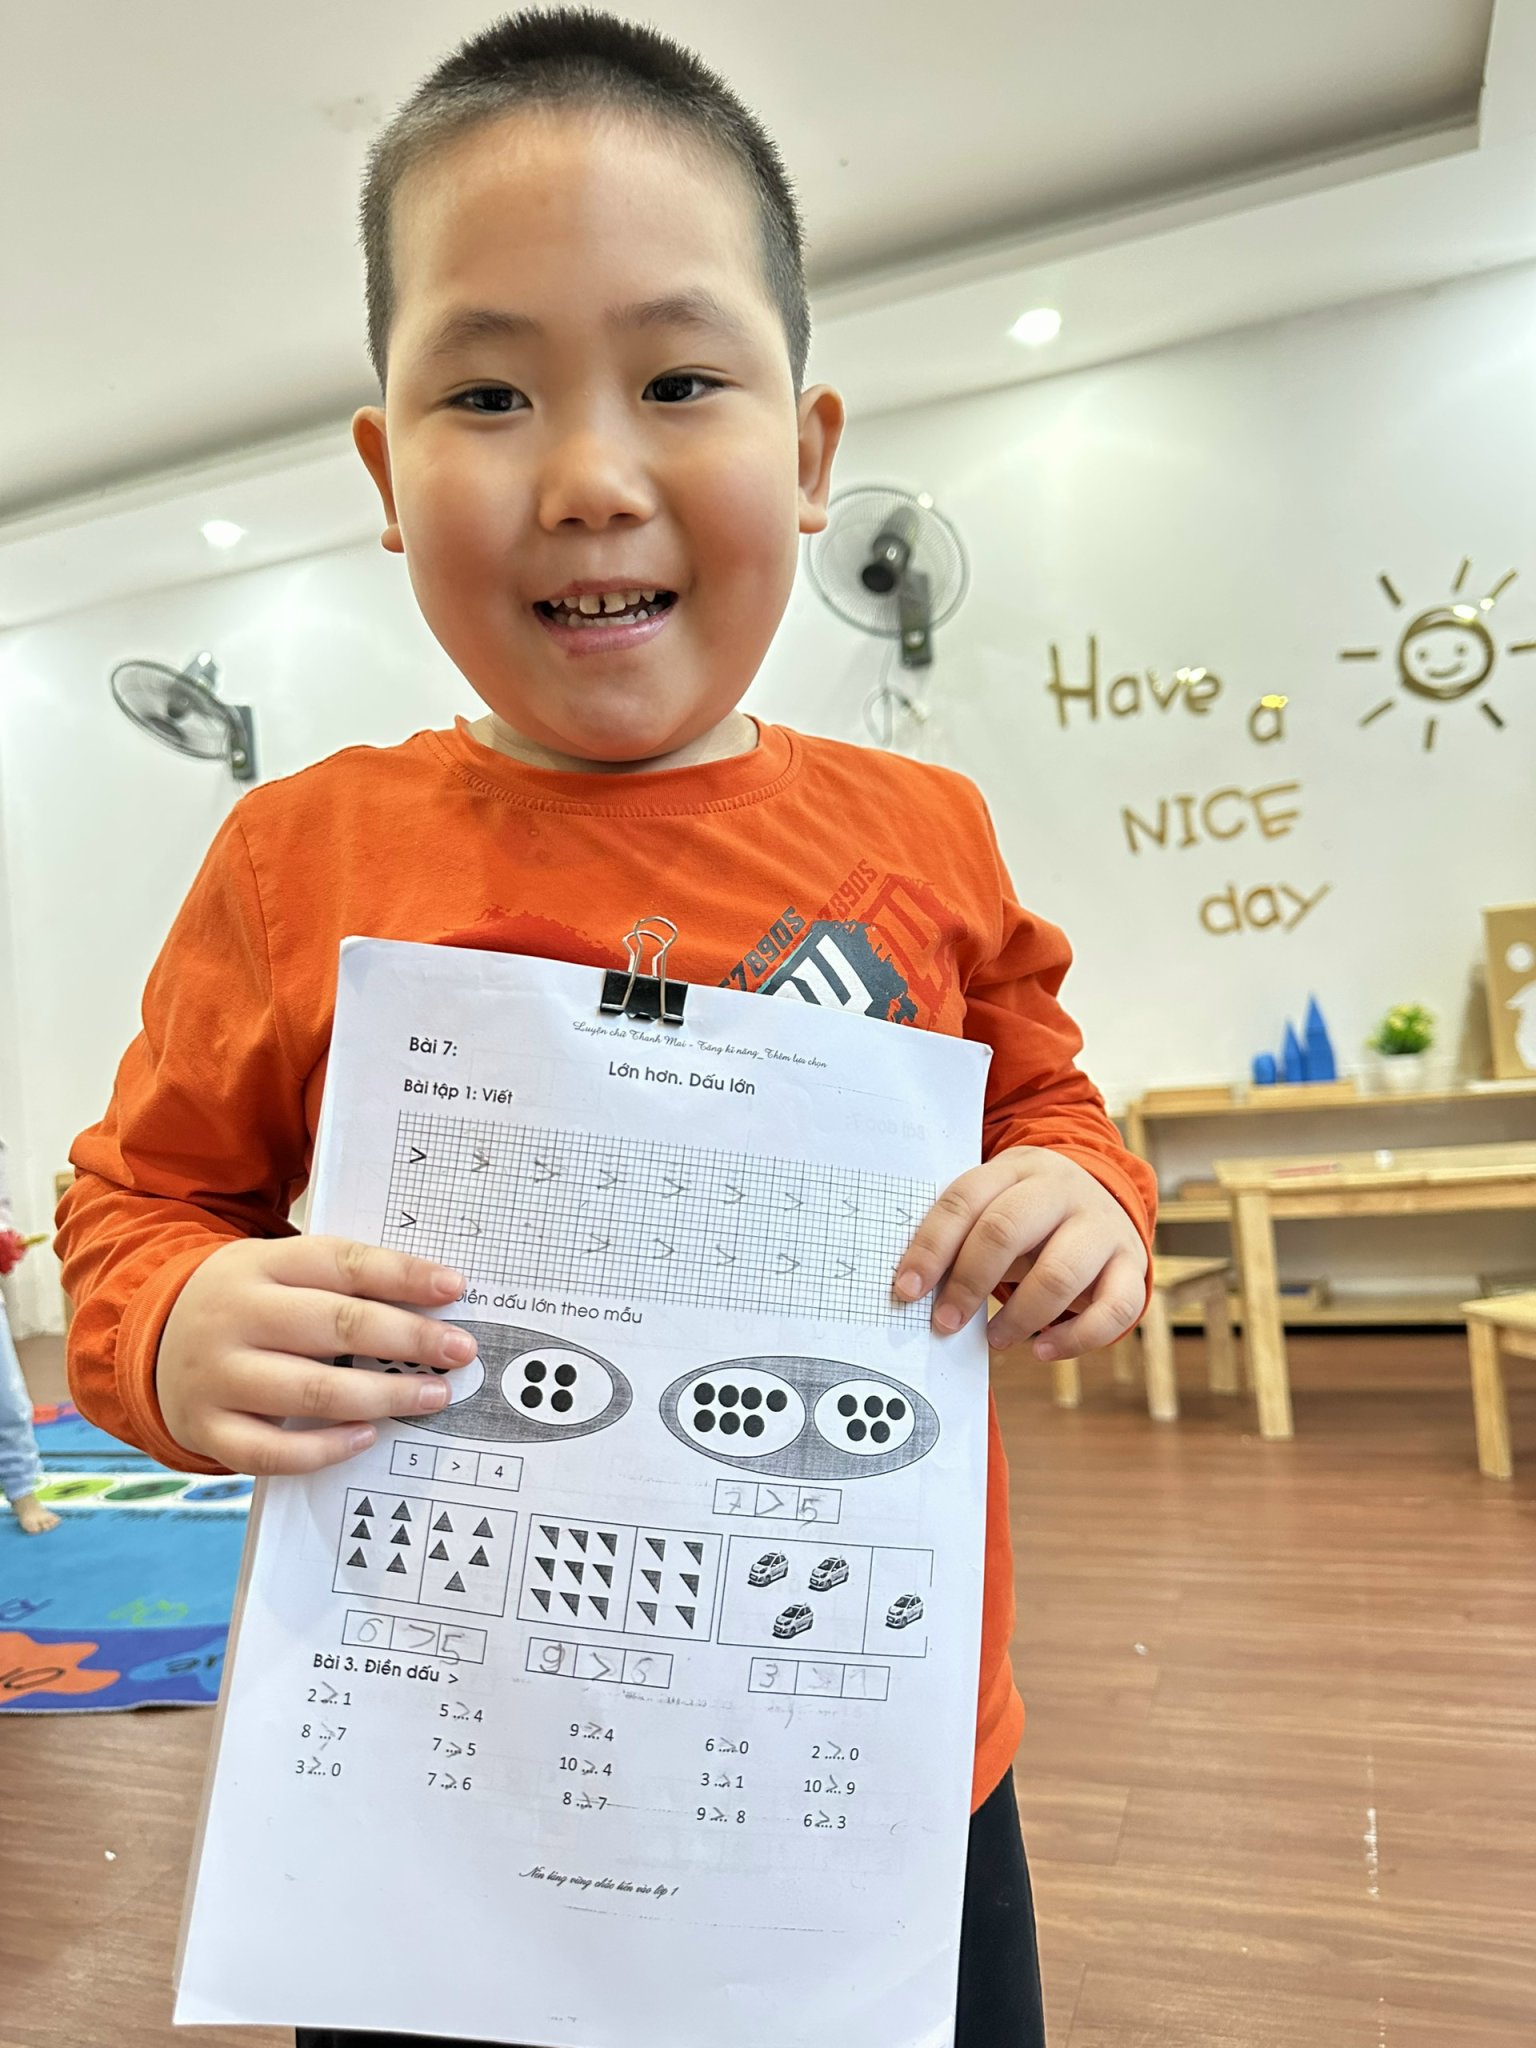 Have a
NICE
day
57890S
7890S
Luyện chữ Thanh Mai - Tăng kĩ năng_Thêm lựa chọn
Bài 7:
Lớn hơn. Dấu lớn
Bài tập 1: Viết
> > > > > > > > >
> > > > > > >
Điền dấu lớn theo mẫu
5 > 4
7 > 5
6 > 5
9 > 6
3 > 1
Bài 3. Điền dấu >
2 > 1 5 > 4 9 > 4 6 > 0 2 .... 0
8 > 7 7 > 5 10 > 4 3 > 1 10 > 9
3 > 0 7 > 6 8 > 7 9 > 8 6 > 3
Nền tảng vững chắc tiến vào lớp 1